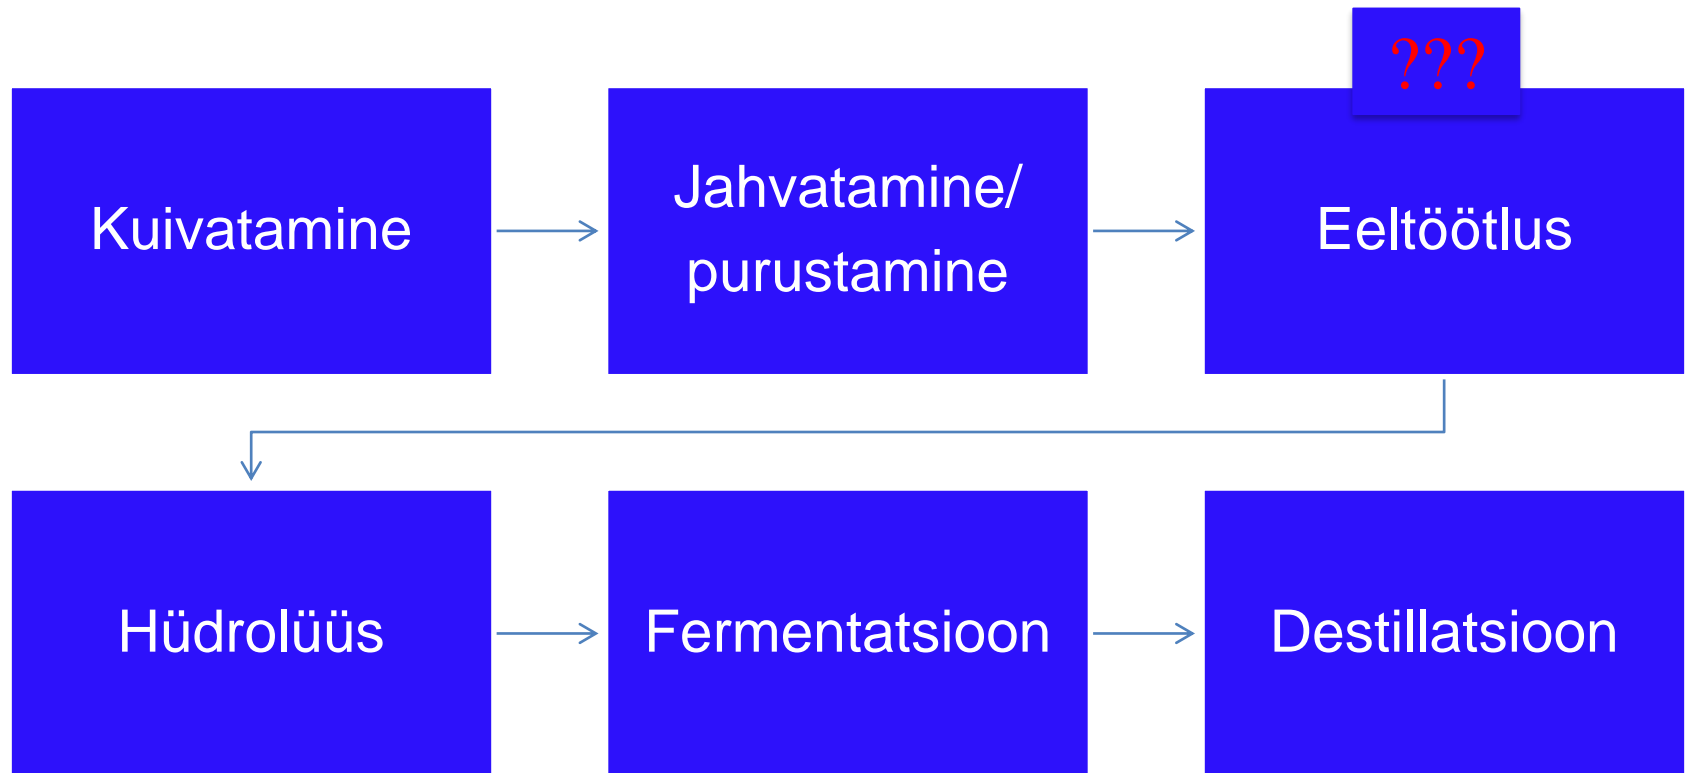 ???
Kuivatamine
Jahvatamine/
purustamine
Eeltöötlus
Hüdrolüüs
Fermentatsioon
Destillatsioon